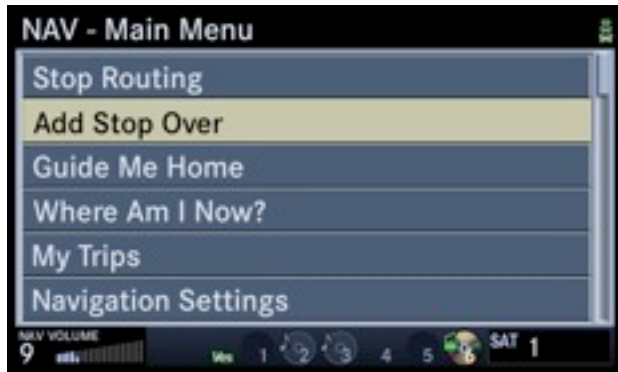 NAV - Main Menu
Stop Routing
Add Stop Over
Guide Me Home
Where Am I Now?
My Trips
Navigation Settings
NAV VOLUME
9
Ves 1 2 3 4 5 6 SAT 1